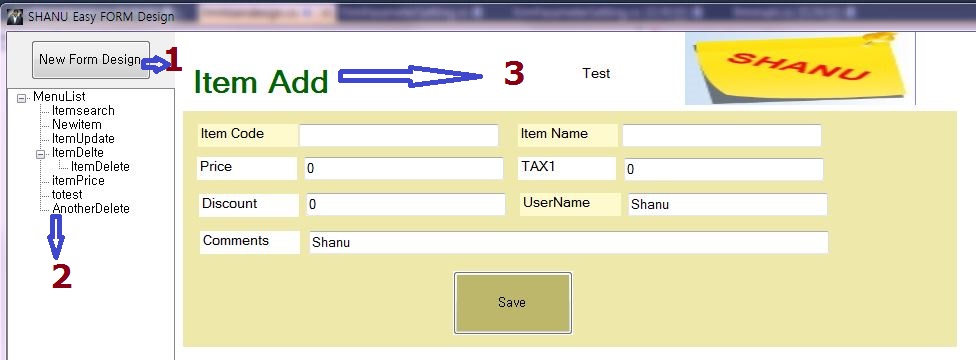 SHANU Easy FORM Design
New Form Design
1
MenuList
Itemsearch
Newitem
ItemUpdate
ItemDelte
ItemDelete
itemPrice
totest
AnotherDelete
2
Item Add
3
Test
SHANU
Item Code
Item Name
Price 0
TAX1 0
Discount 0
UserName Shanu
Comments Shanu
Save